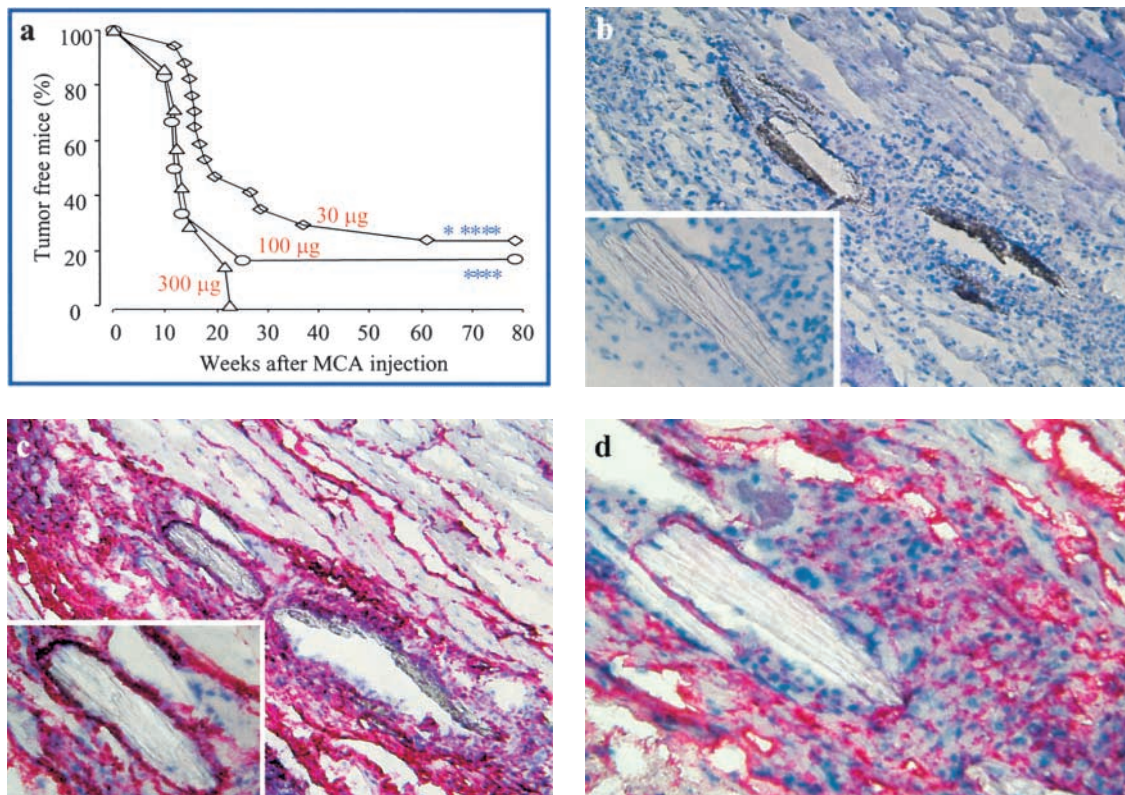 a
100
80
60
40
20
0
Tumor free mice (%)
30 µg
* ****
100 µg
****
300 µg
0 10 20 30 40 50 60 70 80
Weeks after MCA injection
b
c
d